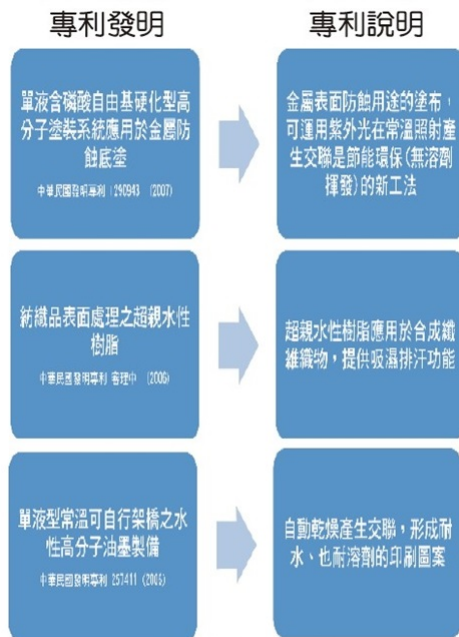 專利發明
專利說明
單液含磷酸自由基硬化型高
分子塗裝系統應用於金屬防
蝕底塗
中華民國發明專利 I 290943 (2007)
金屬表面防蝕用途的塗布，
可運用紫外光在常溫照射產
生交聯是節能環保(無溶劑
揮發)的新工法
紡織品表面處理之超親水性
樹脂
中華民國發明專利 審理中 (2006)
超親水性樹脂應用於合成纖
維織物，提供吸濕排汗功能
單液型常溫可自行架橋之水
性高分子油墨製備
中華民國發明專利 257411
自動乾燥產生交聯，形成耐
水、也耐溶劑的印刷圖案